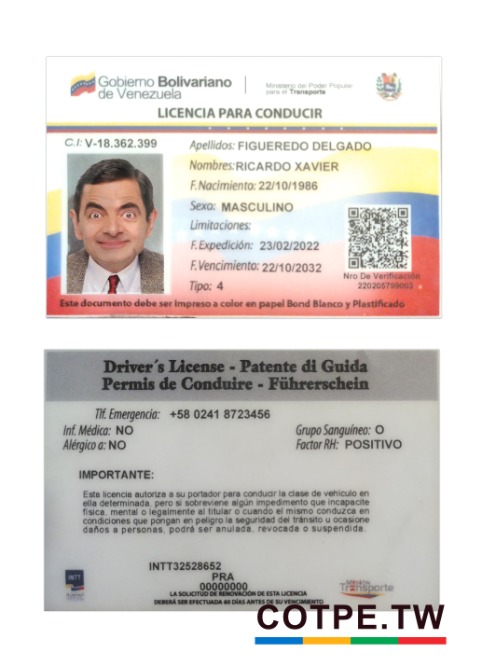 Gobierno Bolivariano
de Venezuela
Ministerio del Poder Popular
para el Transporte
LICENCIA PARA CONDUCIR
C.I: V-18.362.399
Apellidos: FIGUEREDO DELGADO
Nombres: RICARDO XAVIER
F.Nacimiento: 22/10/1986
Sexo: MASCULINO
Limitaciones:
F.Expedición: 23/02/2022
F.Vencimiento: 22/10/2032
Tipo: 4
Nro De Verificación
220205799003
Este documento debe ser impreso a color en papel Bond Blanco y Plastificado
Driver´s License - Patente di Guida
Permis de Conduire - Führerschein
Tlf. Emergencia: +58 0241 8723456
Inf. Médica: NO
Grupo Sanguíneo: O
Alérgico a: NO
Factor RH: POSITIVO
IMPORTANTE:
Este licencia autoriza a su portador para conducir la clase de vehículo en
ella determinada, pero si sobreviene algún impedimento que incapacite
física, mental o legalmente al titular o cuando el mismo conduzca en
condiciones que pongan en peligro la seguridad del tránsito u ocasione
daños a personas, podrá ser anulada, revocada o suspendida.
INTT32528652
PRA
00000000
LA SOLICITUD DE RENOVACIÓN DE ESTA LICENCIA
DEBERÁ SER EFECTUADA 60 DÍAS ANTES DE SU VENCIMIENTO
INTT
Transporte
COTPE.TW